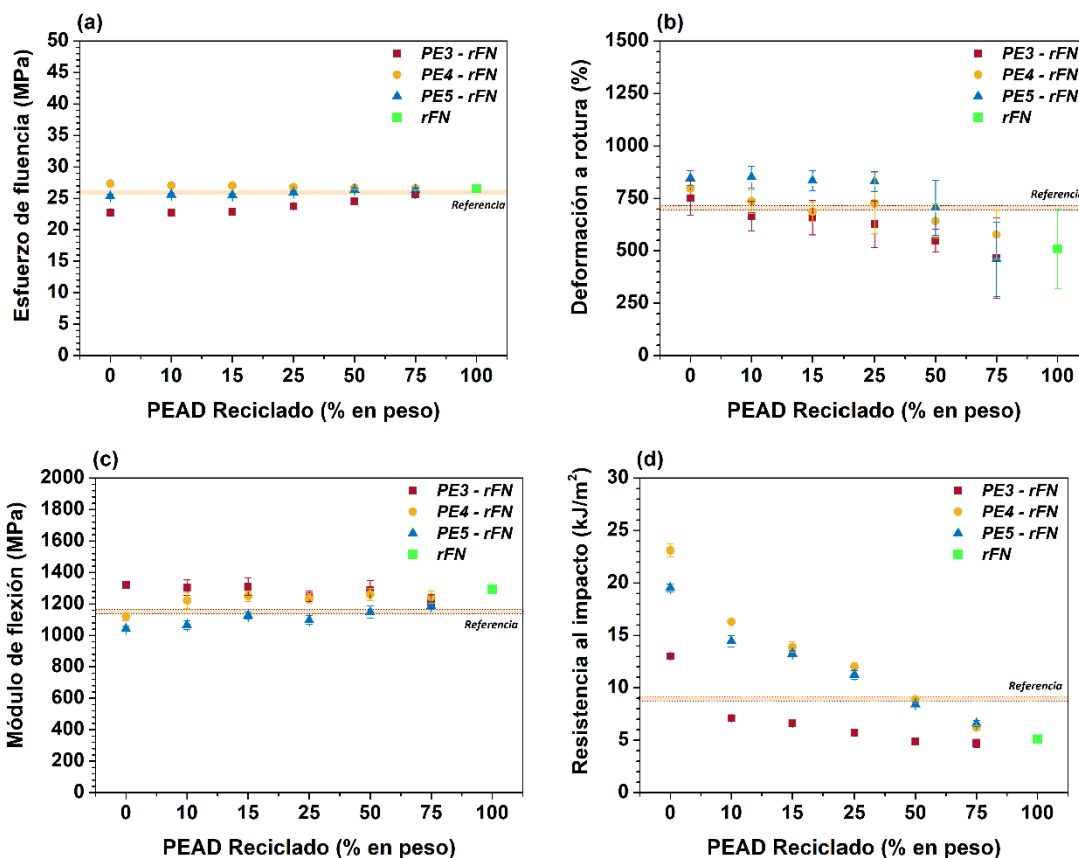 (a)
Esfuerzo de fluencia (MPa)
50
45
40
35
30
25
20
15
10
5
0
PE3 - rFN
PE4 - rFN
PE5 - rFN
rFN
Referencia
0 10 15 25 50 75 100
PEAD Reciclado (% en peso)
(b)
Deformación a rotura (%)
1500
1250
1000
750
500
250
0
PE3 - rFN
PE4 - rFN
PE5 - rFN
rFN
Referencia
0 10 15 25 50 75 100
PEAD Reciclado (% en peso)
(c)
Módulo de flexión (MPa)
2000
1800
1600
1400
1200
1000
800
600
400
200
0
PE3 - rFN
PE4 - rFN
PE5 - rFN
rFN
Referencia
0 10 15 25 50 75 100
PEAD Reciclado (% en peso)
(d)
Resistencia al impacto (kJ/m²)
30
25
20
15
10
5
0
PE3 - rFN
PE4 - rFN
PE5 - rFN
rFN
Referencia
0 10 15 25 50 75 100
PEAD Reciclado (% en peso)